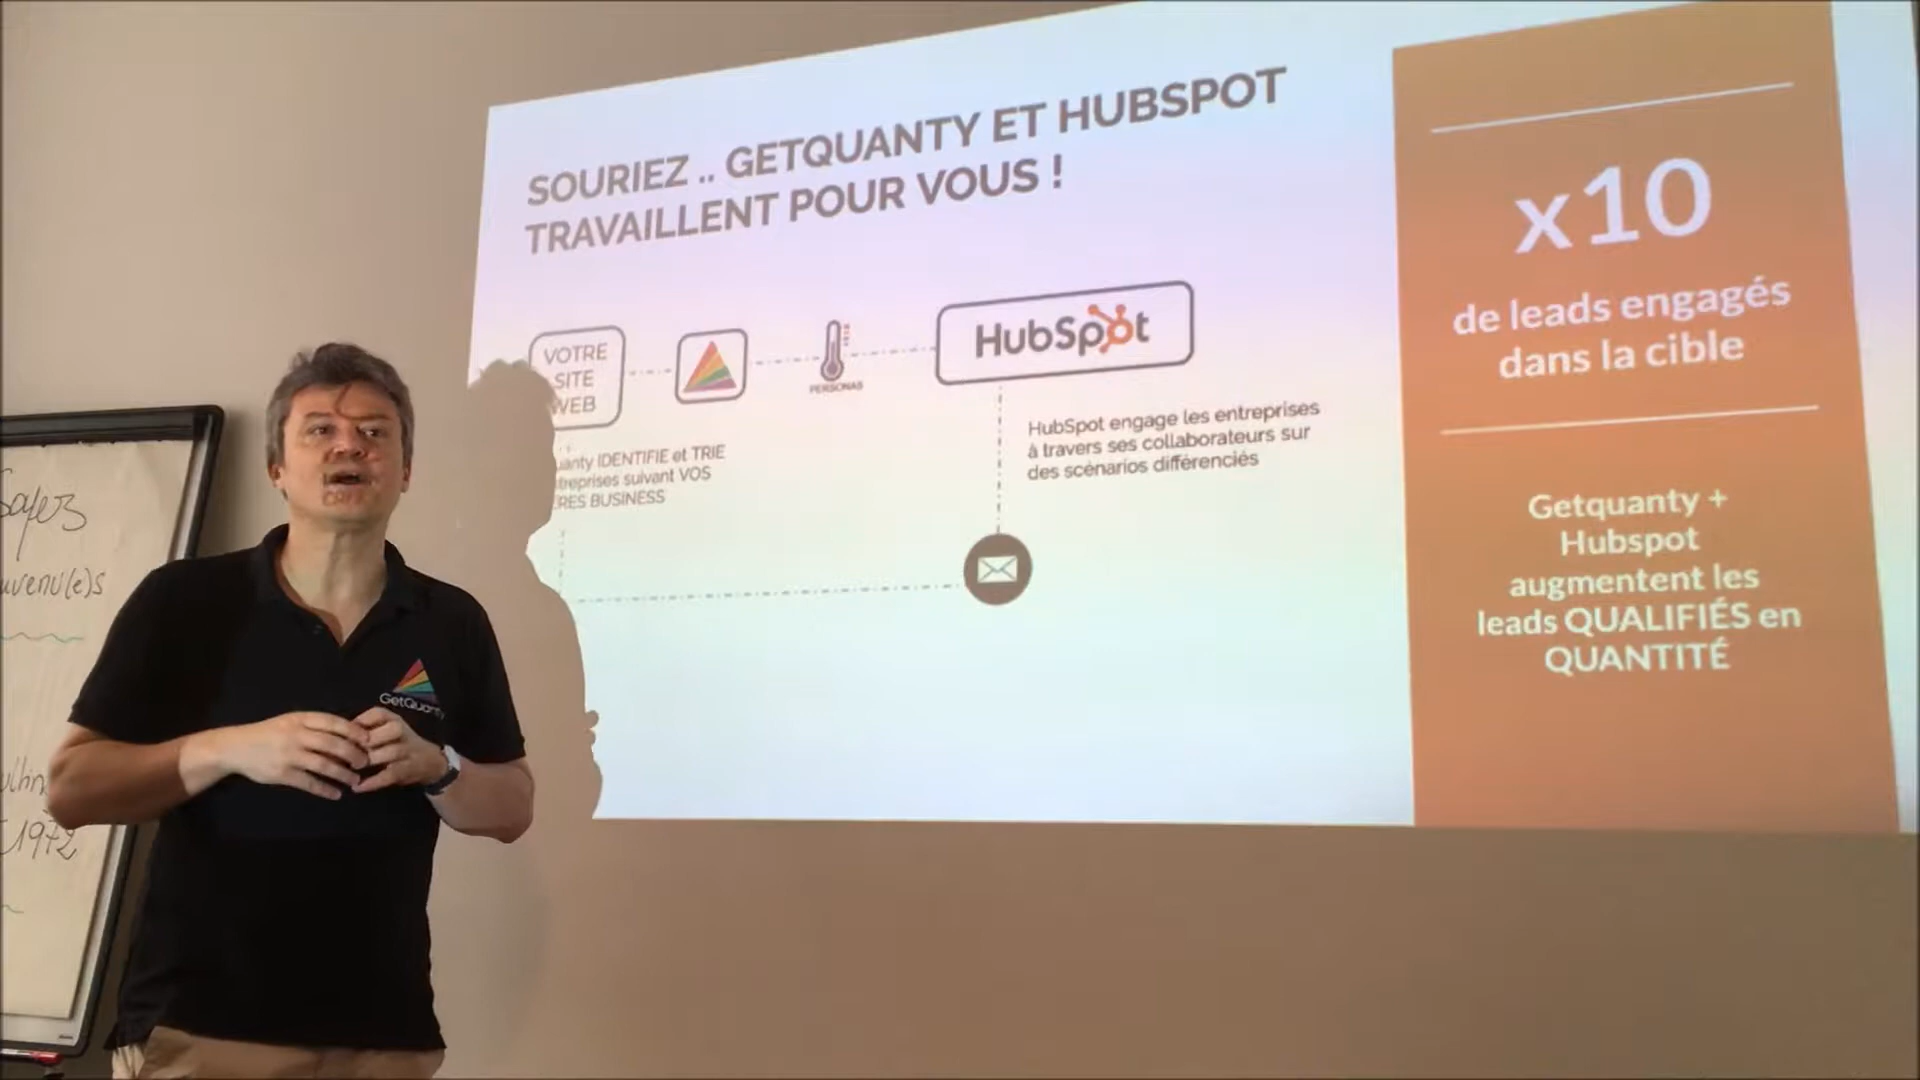 SOURIEZ .. GETQUANTY ET HUBSPOT
TRAVAILLENT POUR VOUS !
VOTRE
SITE
WEB
PERSONAS
HubSpot
IDENTIFIE et TRIE
suivant VOS
BUSINESS
HubSpot engage les entreprises
à travers ses collaborateurs sur
des scénarios différenciés
x10
de leads engagés
dans la cible
Getquanty +
Hubspot
augmentent les
leads QUALIFIÉS en
QUANTITÉ
GetQuanty
Soyez
1972